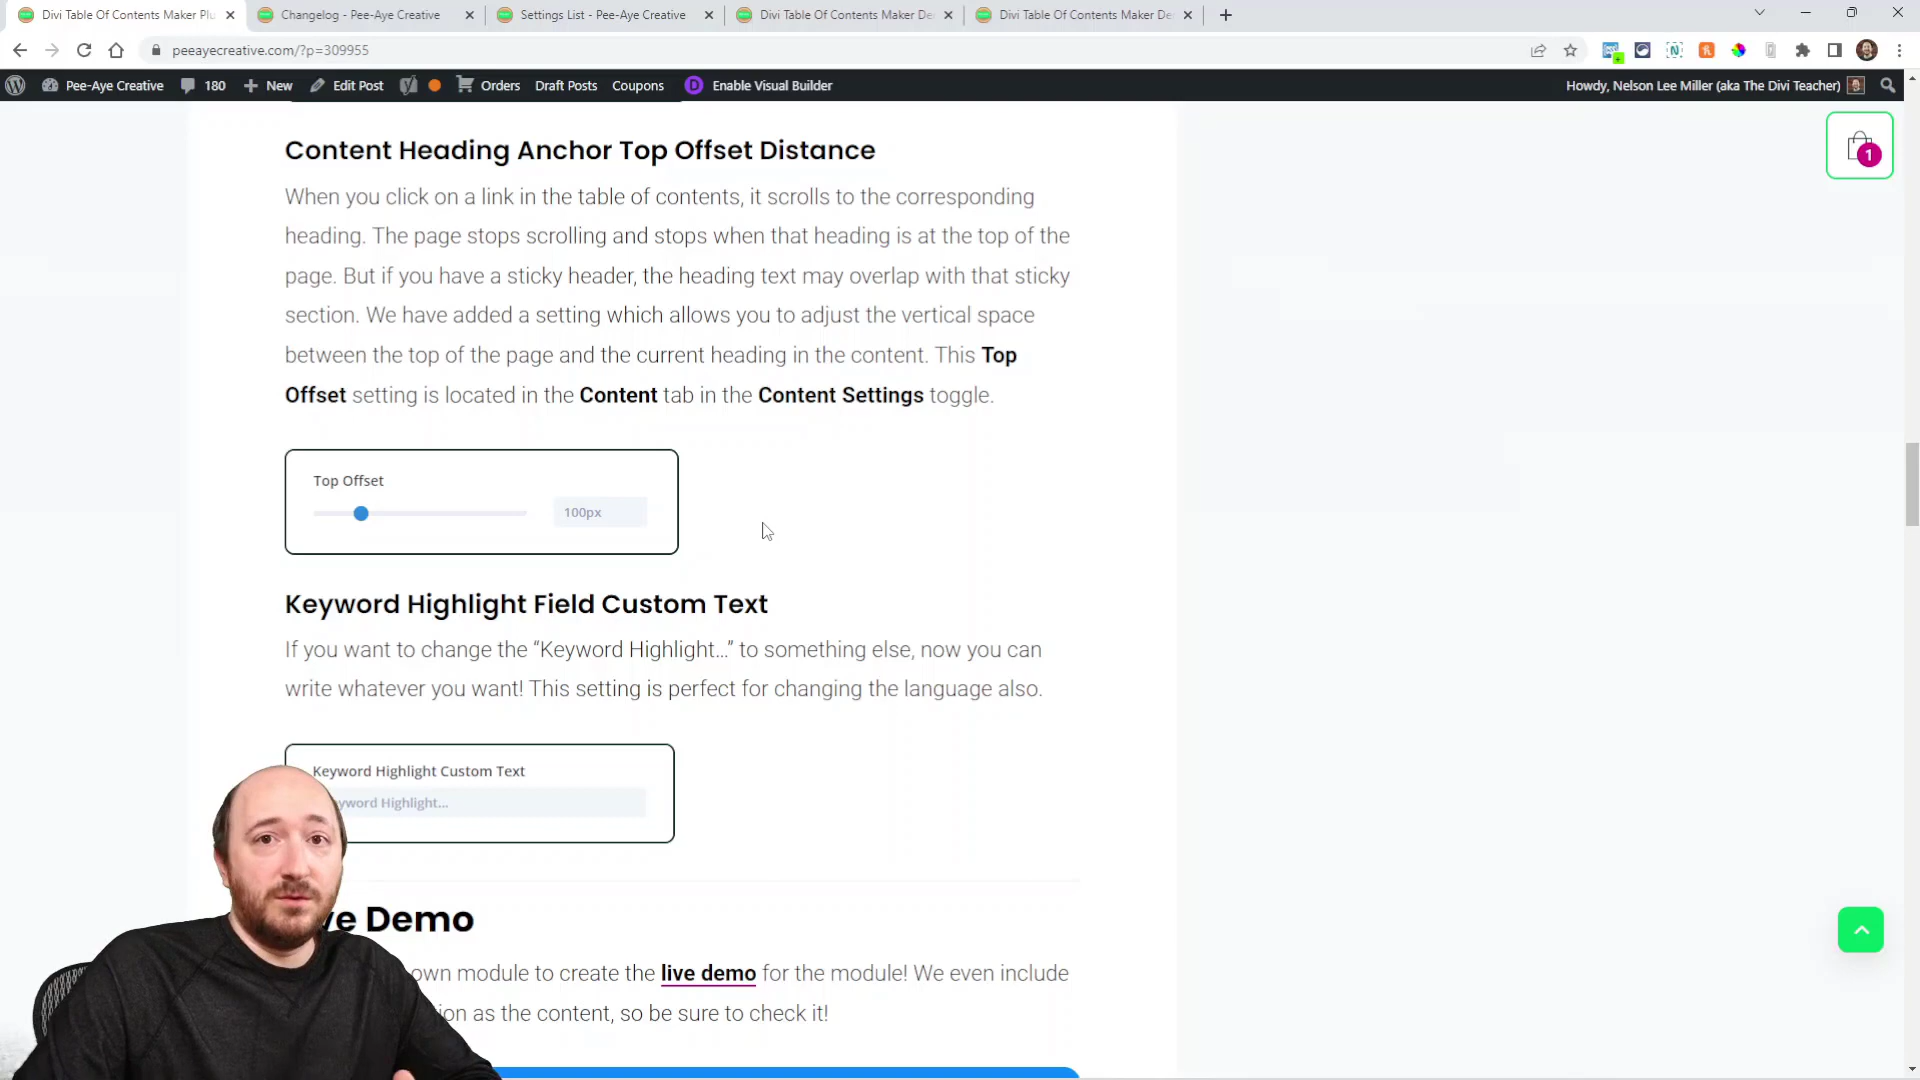 Divi Table Of Contents Maker Plu
Changelog - Pee-Aye Creative
Settings List - Pee-Aye Creative
Divi Table Of Contents Maker De
Divi Table Of Contents Maker De
peeayecreative.com/?p=309955
Pee-Aye Creative
180
New
Edit Post
Orders
Draft Posts
Coupons
D
Enable Visual Builder
Howdy, Nelson Lee Miller (aka The Divi Teacher)
1
Content Heading Anchor Top Offset Distance
When you click on a link in the table of contents, it scrolls to the corresponding
heading. The page stops scrolling and stops when that heading is at the top of the
page. But if you have a sticky header, the heading text may overlap with that sticky
section. We have added a setting which allows you to adjust the vertical space
between the top of the page and the current heading in the content. This Top
Offset setting is located in the Content tab in the Content Settings toggle.
Top Offset
100px
Keyword Highlight Field Custom Text
If you want to change the “Keyword Highlight...” to something else, now you can
write whatever you want! This setting is perfect for changing the language also.
Keyword Highlight Custom Text
yword Highlight...
ve Demo
own module to create the live demo for the module! We even include
ion as the content, so be sure to check it!